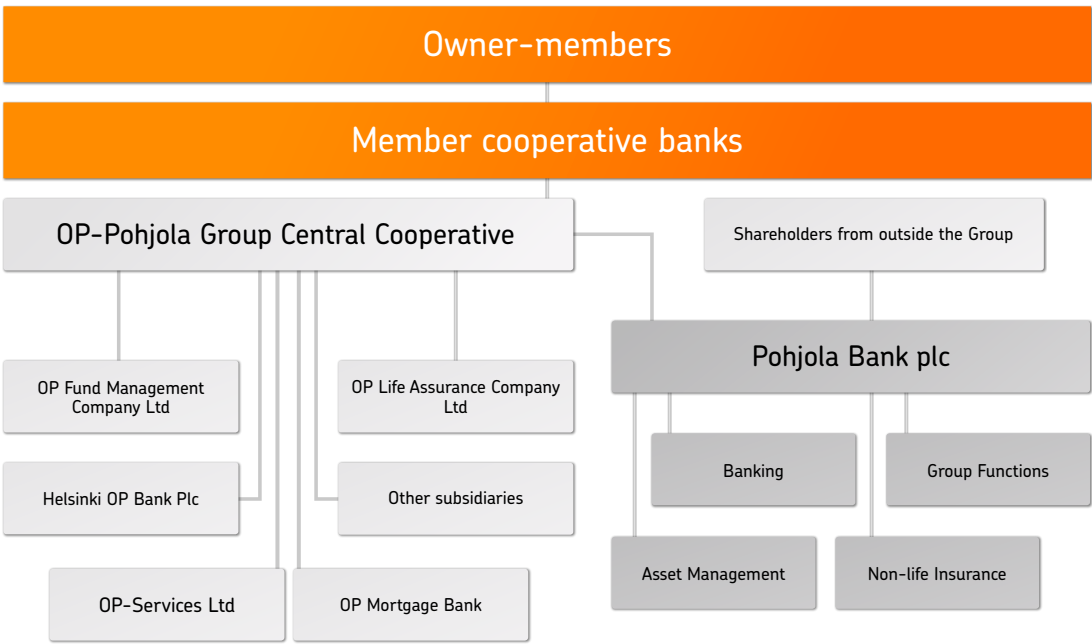 Owner-members
Member cooperative banks
OP-Pohjola Group Central Cooperative
Shareholders from outside the Group
Pohjola Bank plc
OP Fund Management
Company Ltd
OP Life Assurance Company
Ltd
Banking
Group Functions
Helsinki OP Bank Plc
Other subsidiaries
Asset Management
Non-life Insurance
OP-Services Ltd
OP Mortgage Bank